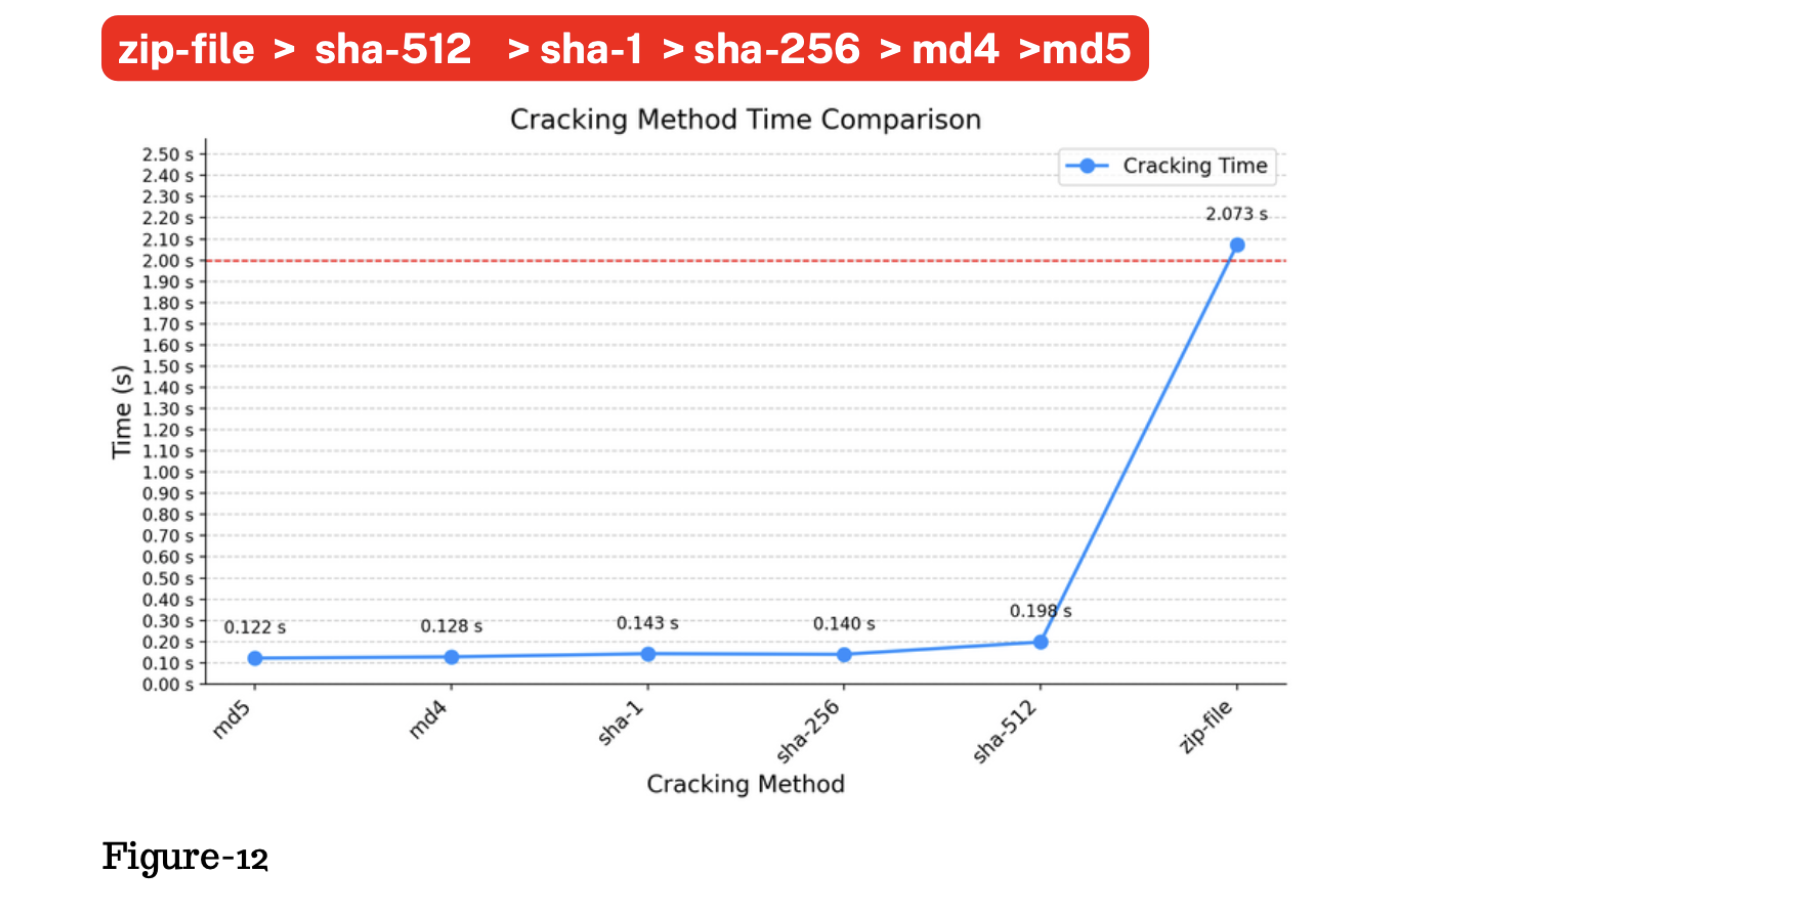 zip-file > sha-512 > sha-1 > sha-256 > md4 >md5
Cracking Method Time Comparison
Cracking Time
2.50 s
2.40 s
2.30 s
2.20 s
2.10 s
2.00 s
1.90 s
1.80 s
1.70 s
1.60 s
1.50 s
1.40 s
1.30 s
1.20 s
1.10 s
1.00 s
0.90 s
0.80 s
0.70 s
0.60 s
0.50 s
0.40 s
0.30 s
0.20 s
0.10 s
0.00 s
Time (s)
0.122 s
0.128 s
0.143 s
0.140 s
0.198 s
2.073 s
md5
md4
sha-1
sha-256
sha-512
zip-file
Cracking Method
Figure-12